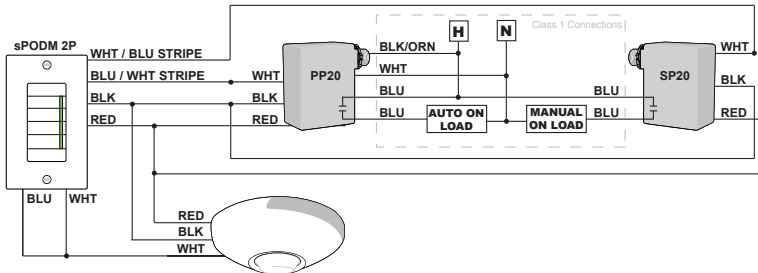 sPODM 2P
WHT / BLU STRIPE
BLU / WHT STRIPE
BLK
RED
BLU WHT
WHT
BLK
RED
PP20
BLK/ORN
WHT
BLU
BLU
H
N
Class 1 Connections
AUTO ON
LOAD
MANUAL
ON LOAD
BLU
BLU
SP20
WHT
BLK
RED
RED
BLK
WHT